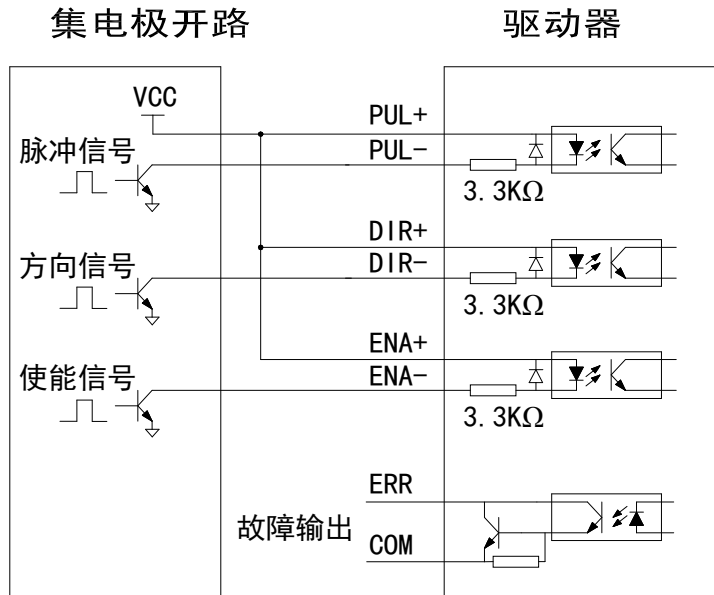 集电极开路
驱动器
VCC
脉冲信号
PUL+
PUL-
3.3KΩ
方向信号
DIR+
DIR-
3.3KΩ
使能信号
ENA+
ENA-
3.3KΩ
故障输出
ERR
COM